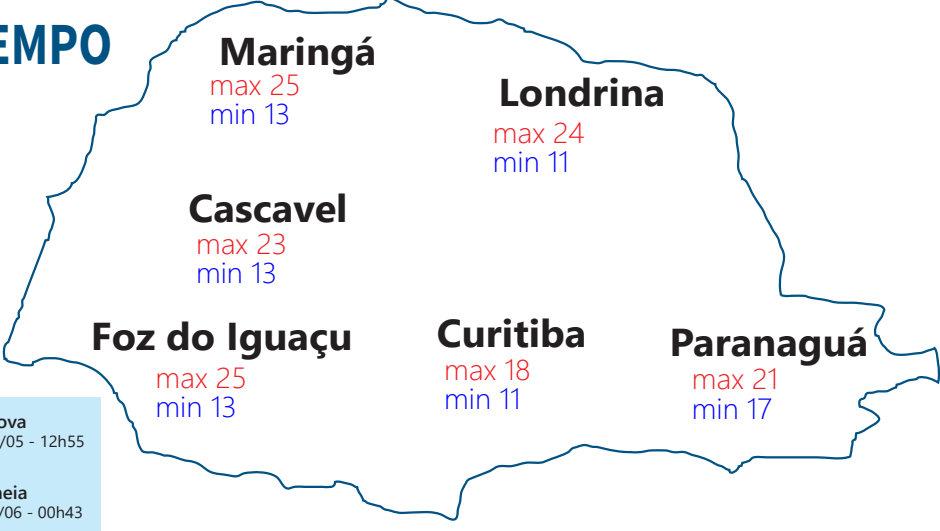 EMPO
Maringá
max 25
min 13
Londrina
max 24
min 11
Cascavel
max 23
min 13
Foz do Iguaçu
max 25
min 13
Curitiba
max 18
min 11
Paranaguá
max 21
min 17
ova
/05 - 12h55
eia
/06 - 00h43